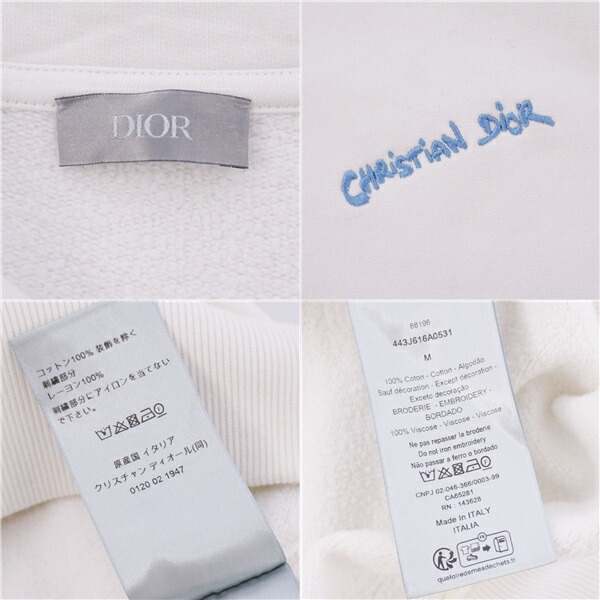 DIOR
CHRISTIAN DIOR
コットン100% 装飾を除く
刺繍部分
レーヨン100%
刺繍部分にアイロンを当てない
で下さい。
原産国 イタリア
クリスチャン ディオール(同)
0120 02 1947
68196
443J616A0531
M
100% Coton - Cotton - Algodão
Sauf décoration - Except decoration -
Exceto decoração
BRODERIE - EMBROIDERY -
BORDADO
100% Viscose - Viscose - Viscose
Ne pas repasser la broderie
Do not iron embroidery
Não passar a ferro o bordado
CNPJ 02-046-366/0003-99
CA65281
RN : 143628
Made in ITALY
ITALIA
FR
quefairedemesdechets.fr